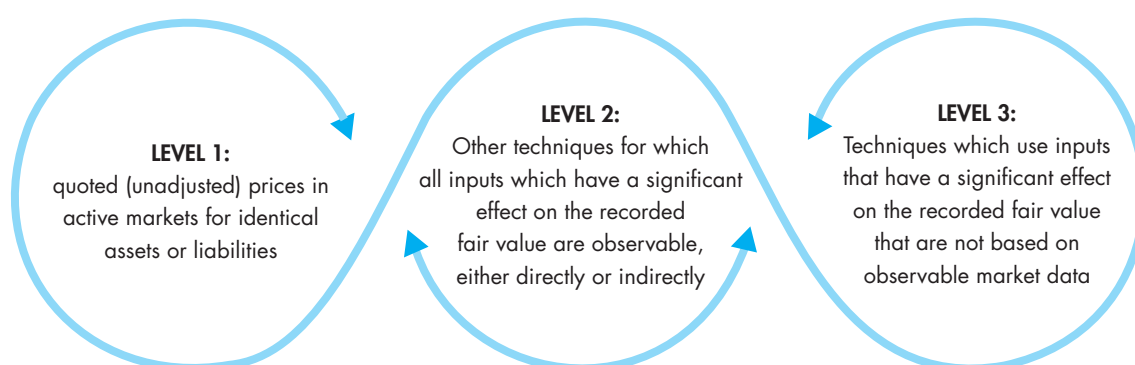 LEVEL 1:
quoted (unadjusted) prices in
active markets for identical
assets or liabilities
LEVEL 2:
Other techniques for which
all inputs which have a significant
effect on the recorded
fair value are observable,
either directly or indirectly
LEVEL 3:
Techniques which use inputs
that have a significant effect
on the recorded fair value
that are not based on
observable market data